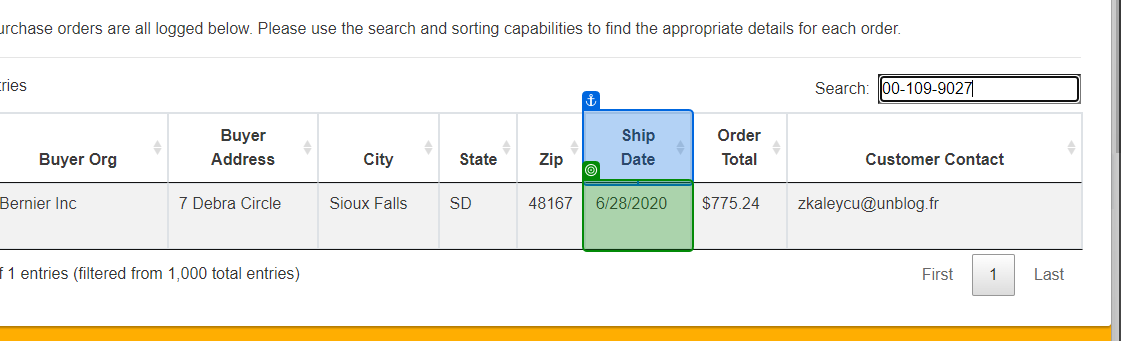 urchase orders are all logged below. Please use the search and sorting capabilities to find the appropriate details for each order.
ries
Search: 00-109-9027
Buyer Org
Buyer Address
City
State
Zip
Ship Date
Order Total
Customer Contact
Bernier Inc
7 Debra Circle
Sioux Falls
SD
48167
6/28/2020
$775.24
zkaleycu@unblog.fr
f 1 entries (filtered from 1,000 total entries)
First
1
Last